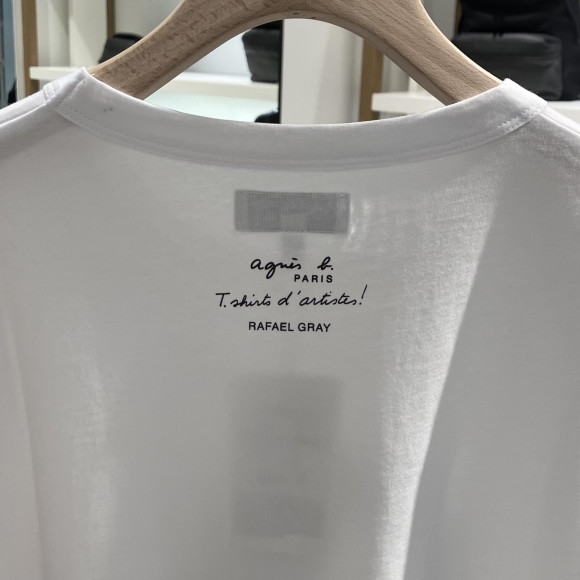 agnès b.
PARIS
T.shirts d'artistes!
RAFAEL GRAY